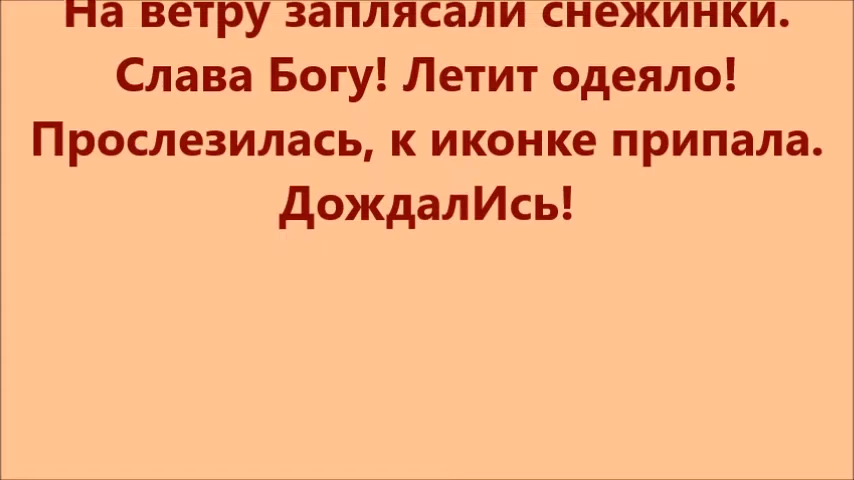 На ветру заплясали снежинки.
Слава Богу! Летит одеяло!
Прослезилась, к иконке припала.
ДождалИсь!